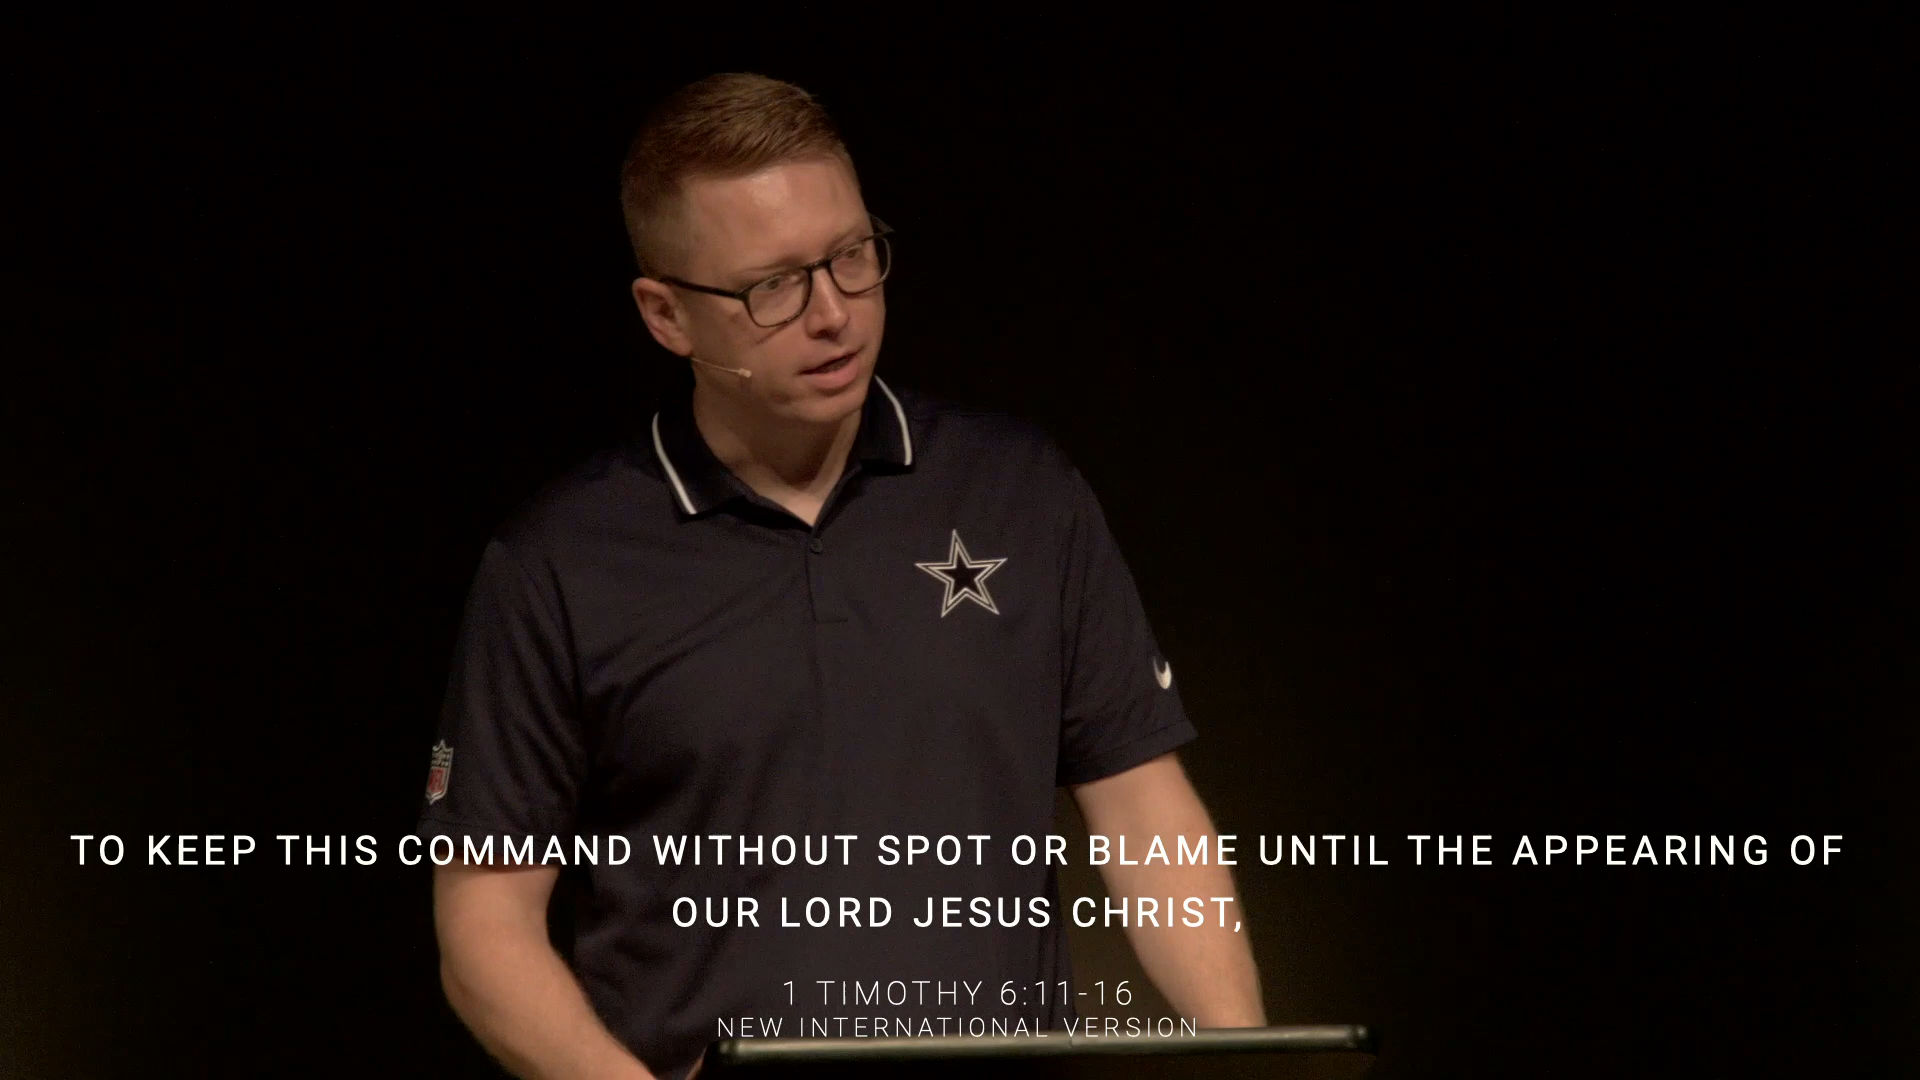 NFL
TO KEEP THIS COMMAND WITHOUT SPOT OR BLAME UNTIL THE APPEARING OF
OUR LORD JESUS CHRIST,
1 TIMOTHY 6:11-16
NEW INTERNATIONAL VERSION